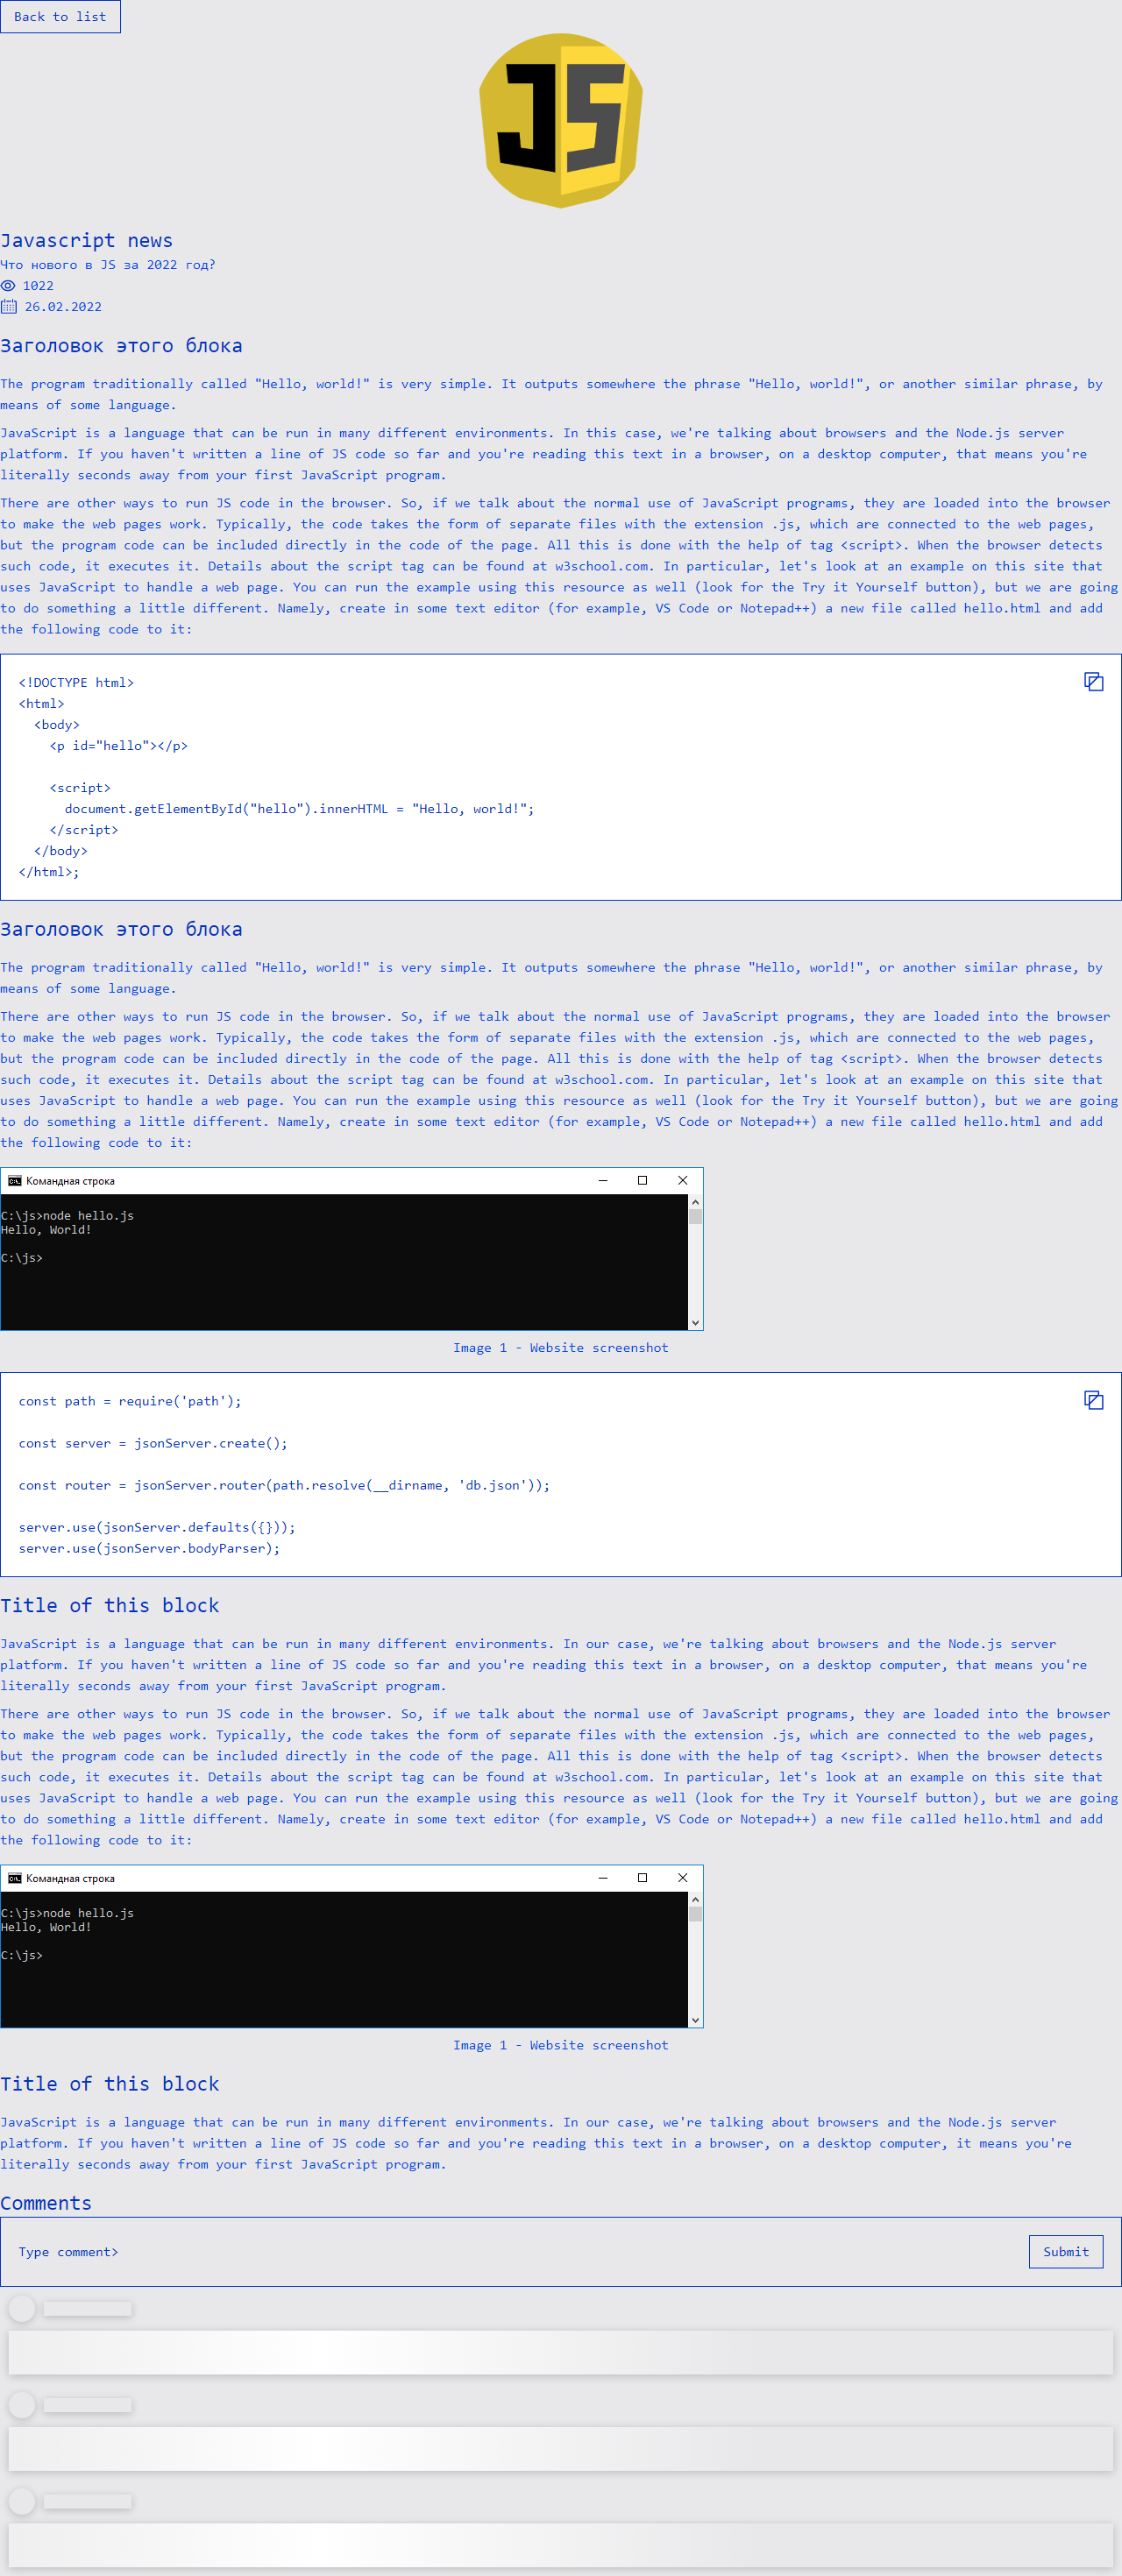 Back to list
JS
Javascript news
Что нового в JS за 2022 год?
1022
26.02.2022
Заголовок этого блока
The program traditionally called "Hello, world!" is very simple. It outputs somewhere the phrase "Hello, world!", or another similar phrase, by
means of some language.
JavaScript is a language that can be run in many different environments. In this case, we're talking about browsers and the Node.js server
platform. If you haven't written a line of JS code so far and you're reading this text in a browser, on a desktop computer, that means you're
literally seconds away from your first JavaScript program.
There are other ways to run JS code in the browser. So, if we talk about the normal use of JavaScript programs, they are loaded into the browser
to make the web pages work. Typically, the code takes the form of separate files with the extension .js, which are connected to the web pages,
but the program code can be included directly in the code of the page. All this is done with the help of tag <script>. When the browser detects
such code, it executes it. Details about the script tag can be found at w3school.com. In particular, let's look at an example on this site that
uses JavaScript to handle a web page. You can run the example using this resource as well (look for the Try it Yourself button), but we are going
to do something a little different. Namely, create in some text editor (for example, VS Code or Notepad++) a new file called hello.html and add
the following code to it:
<!DOCTYPE html>
<html>
  <body>
    <p id="hello"></p>
    <script>
      document.getElementById("hello").innerHTML = "Hello, world!";
    </script>
  </body>
</html>;
Заголовок этого блока
The program traditionally called "Hello, world!" is very simple. It outputs somewhere the phrase "Hello, world!", or another similar phrase, by
means of some language.
There are other ways to run JS code in the browser. So, if we talk about the normal use of JavaScript programs, they are loaded into the browser
to make the web pages work. Typically, the code takes the form of separate files with the extension .js, which are connected to the web pages,
but the program code can be included directly in the code of the page. All this is done with the help of tag <script>. When the browser detects
such code, it executes it. Details about the script tag can be found at w3school.com. In particular, let's look at an example on this site that
uses JavaScript to handle a web page. You can run the example using this resource as well (look for the Try it Yourself button), but we are going
to do something a little different. Namely, create in some text editor (for example, VS Code or Notepad++) a new file called hello.html and add
the following code to it:
Командная строка
C:\js>node hello.js
Hello, World!
C:\js>
Image 1 - Website screenshot
const path = require('path');
const server = jsonServer.create();
const router = jsonServer.router(path.resolve(__dirname, 'db.json'));
server.use(jsonServer.defaults({}));
server.use(jsonServer.bodyParser);
Title of this block
JavaScript is a language that can be run in many different environments. In our case, we're talking about browsers and the Node.js server
platform. If you haven't written a line of JS code so far and you're reading this text in a browser, on a desktop computer, that means you're
literally seconds away from your first JavaScript program.
There are other ways to run JS code in the browser. So, if we talk about the normal use of JavaScript programs, they are loaded into the browser
to make the web pages work. Typically, the code takes the form of separate files with the extension .js, which are connected to the web pages,
but the program code can be included directly in the code of the page. All this is done with the help of tag <script>. When the browser detects
such code, it executes it. Details about the script tag can be found at w3school.com. In particular, let's look at an example on this site that
uses JavaScript to handle a web page. You can run the example using this resource as well (look for the Try it Yourself button), but we are going
to do something a little different. Namely, create in some text editor (for example, VS Code or Notepad++) a new file called hello.html and add
the following code to it:
Командная строка
C:\js>node hello.js
Hello, World!
C:\js>
Image 1 - Website screenshot
Title of this block
JavaScript is a language that can be run in many different environments. In our case, we're talking about browsers and the Node.js server
platform. If you haven't written a line of JS code so far and you're reading this text in a browser, on a desktop computer, it means you're
literally seconds away from your first JavaScript program.
Comments
Type comment>
Submit